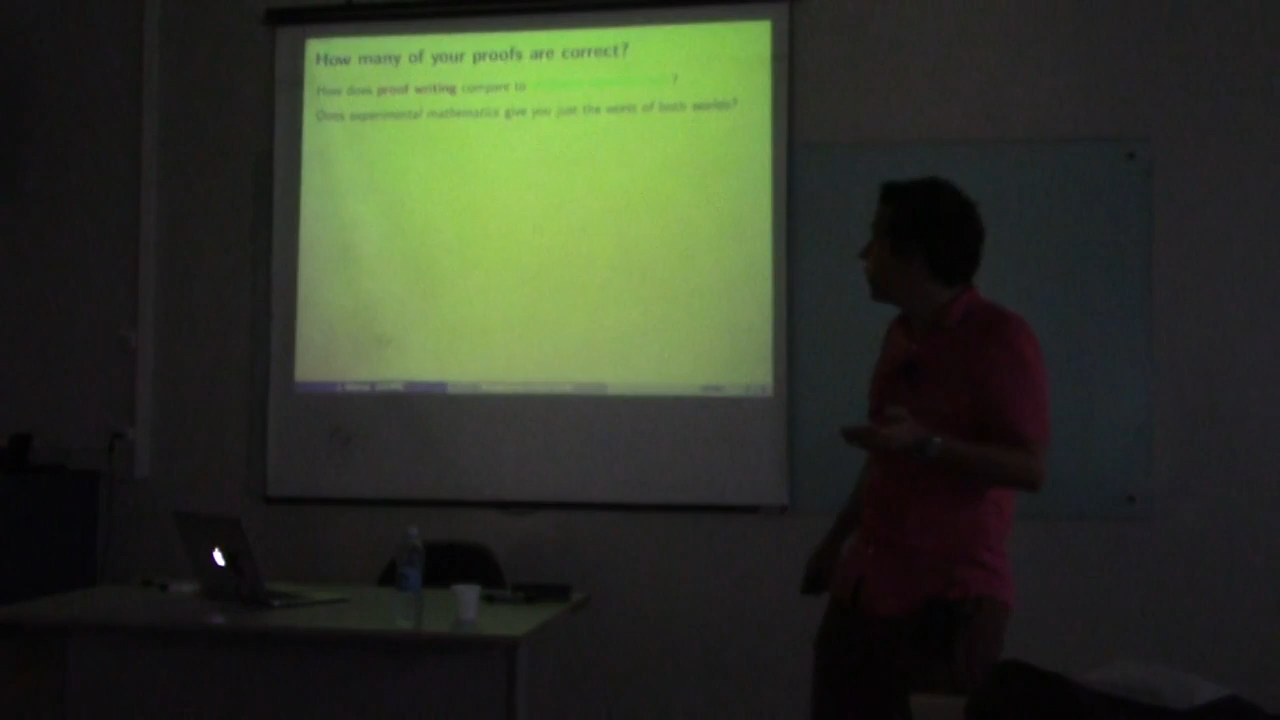 How many of your proofs are correct?
How does proof writing compare to ?
Does experimental mathematics give you just the worst of both worlds?